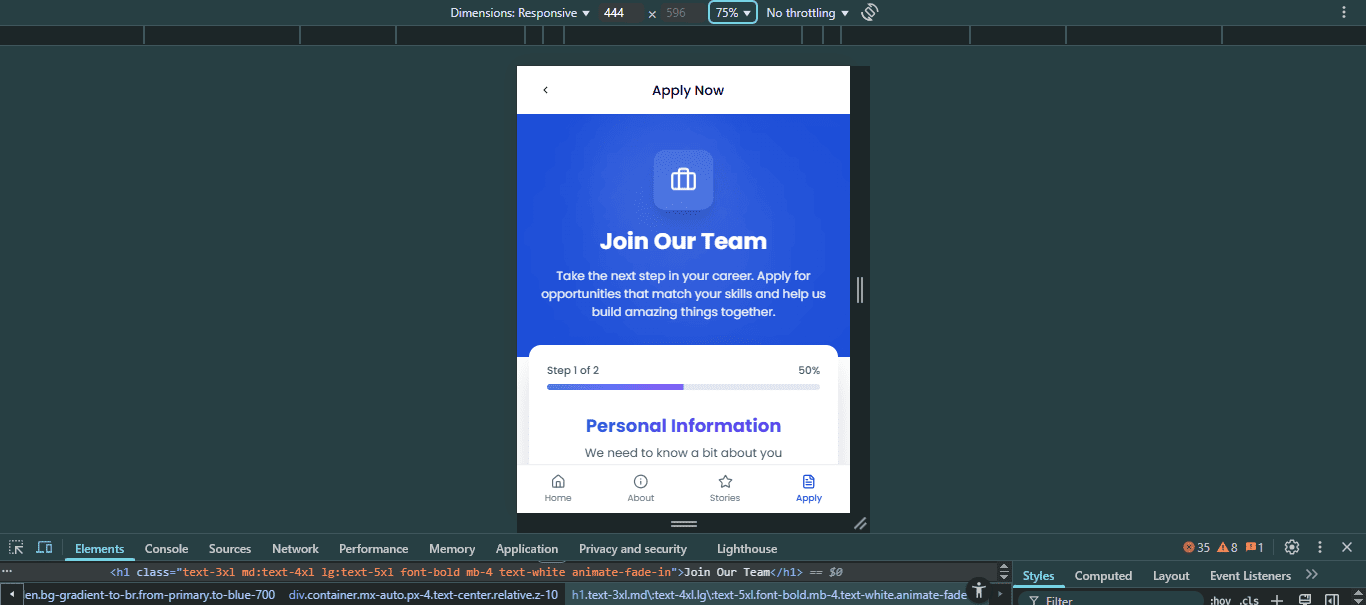 Dimensions: Responsive 444 × 596 75% No throttling
Apply Now
Join Our Team
Take the next step in your career. Apply for
opportunities that match your skills and help us
build amazing things together.
Step 1 of 2 50%
Personal Information
We need to know a bit about you
Home About Stories Apply
Elements Console Sources Network Performance Memory Application Privacy and security Lighthouse 35 8 1
<h1 class="text-3xl md:text-4xl lg:text-5xl font-bold mb-4 text-white animate-fade-in">Join Our Team</h1> == $0
Styles Computed Layout Event Listeners
en.bg-gradient-to-br.from-primary.to-blue-700 div.container.mx-auto.px-4.text-center.relative.z-10 h1.text-3xl.md\:text-4xl.lg\:text-5xl.font-bold.mb-4.text-white.animate-fade
Filter :hov .cls